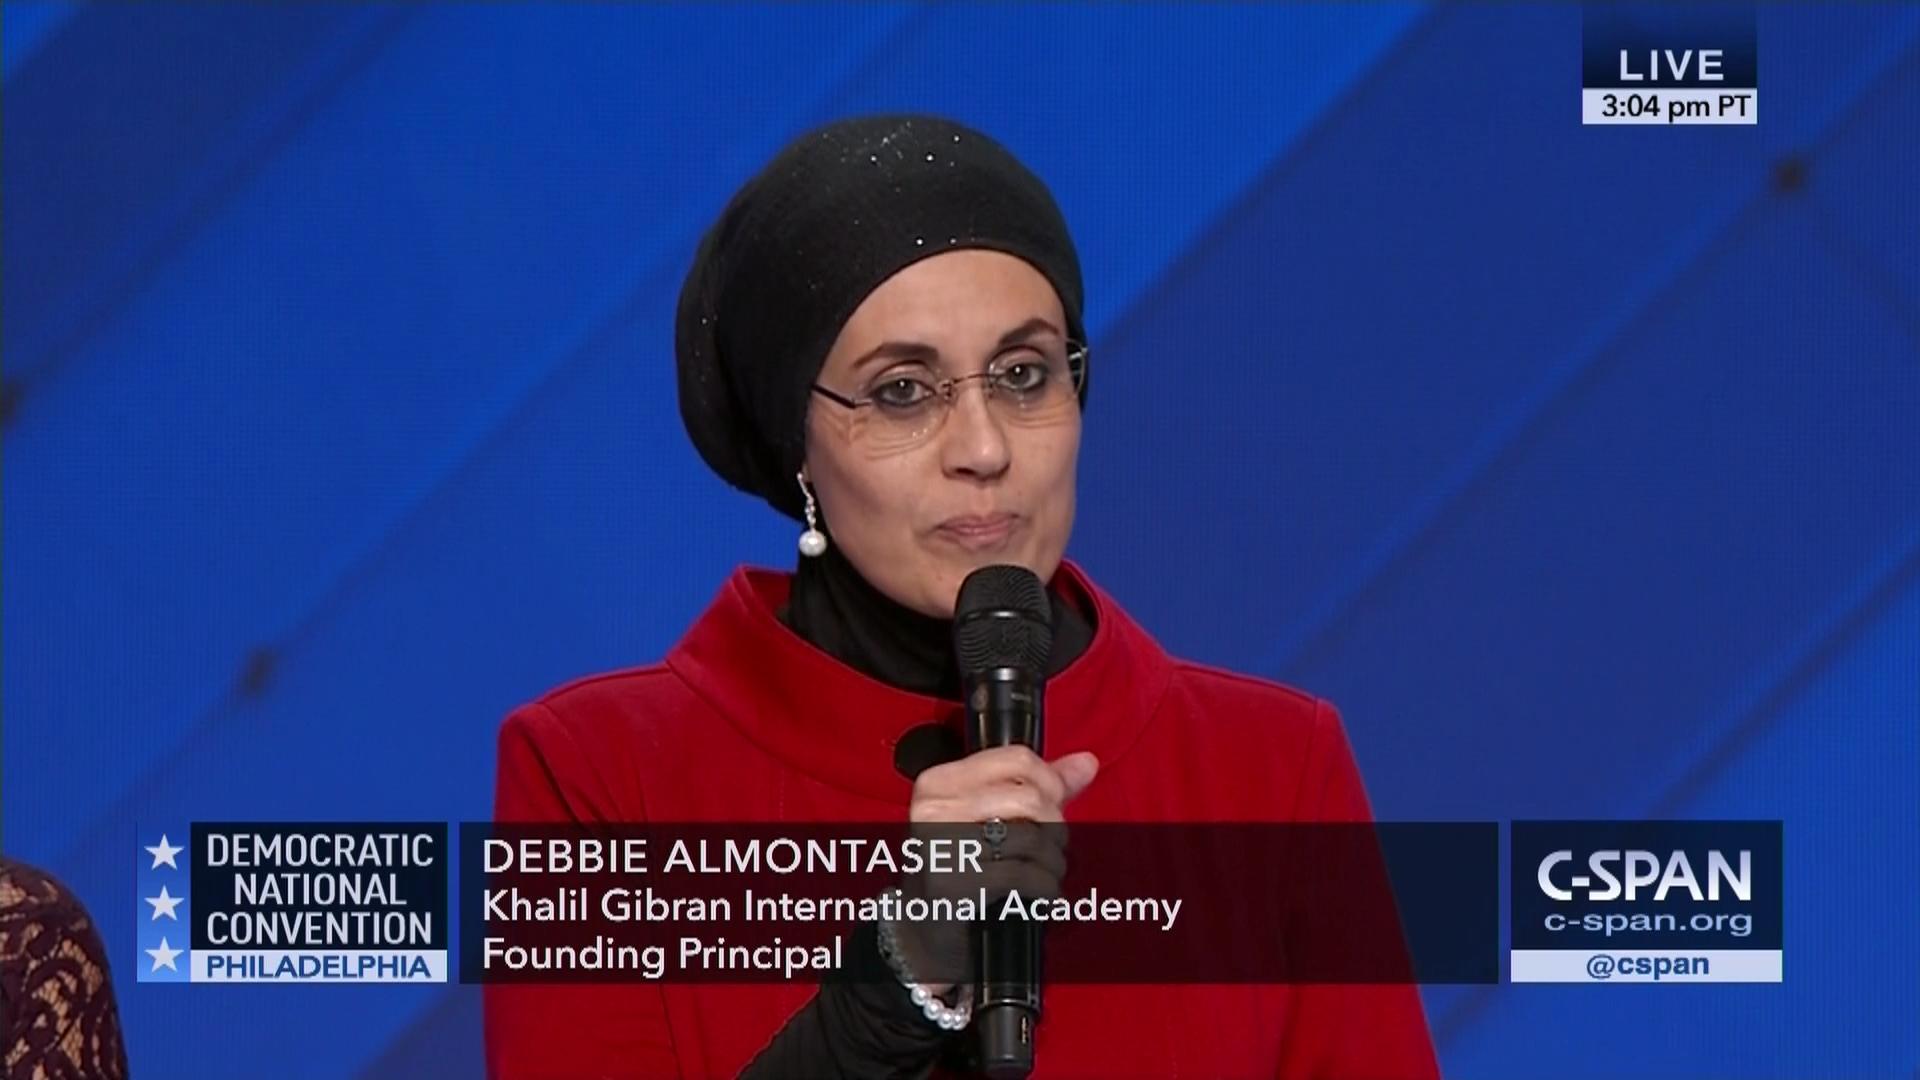 LIVE
3:04 pm PT
DEMOCRATIC
NATIONAL
CONVENTION
PHILADELPHIA
DEBBIE ALMONTASER
Khalil Gibran International Academy
Founding Principal
C-SPAN
c-span.org
@cspan